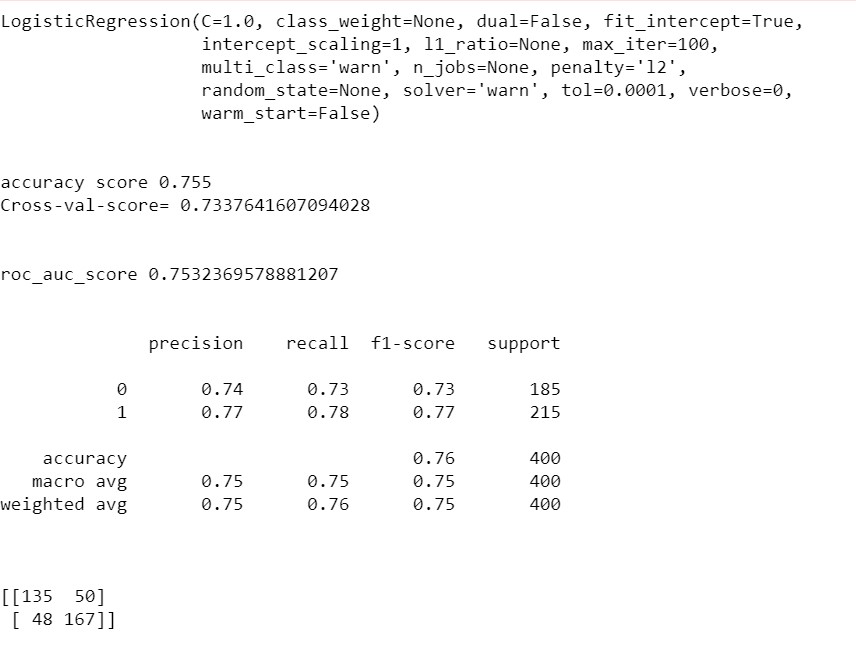 LogisticRegression(C=1.0, class_weight=None, dual=False, fit_intercept=True,
                   intercept_scaling=1, l1_ratio=None, max_iter=100,
                   multi_class='warn', n_jobs=None, penalty='l2',
                   random_state=None, solver='warn', tol=0.0001, verbose=0,
                   warm_start=False)
accuracy score 0.755
Cross-val-score= 0.7337641607094028
roc_auc_score 0.7532369578881207
              precision    recall  f1-score   support
           0       0.74      0.73      0.73       185
           1       0.77      0.78      0.77       215
    accuracy                           0.76       400
   macro avg       0.75      0.75      0.75       400
weighted avg       0.75      0.76      0.75       400
[[135  50]
 [ 48 167]]